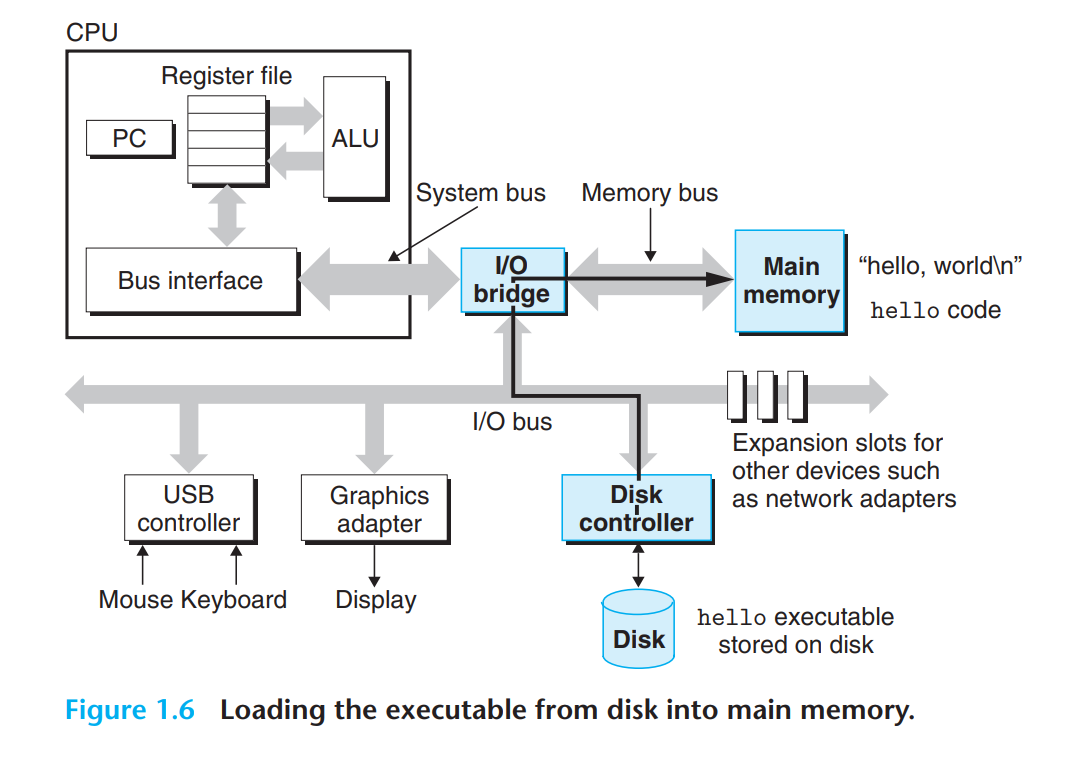 CPU
Register file
PC
ALU
System bus
Memory bus
Bus interface
I/O
bridge
Main
memory
“hello, world\n”
hello code
I/O bus
Expansion slots for
other devices such
as network adapters
USB
controller
Graphics
adapter
Disk
controller
Mouse Keyboard
Display
Disk
hello executable
stored on disk
Figure 1.6 Loading the executable from disk into main memory.